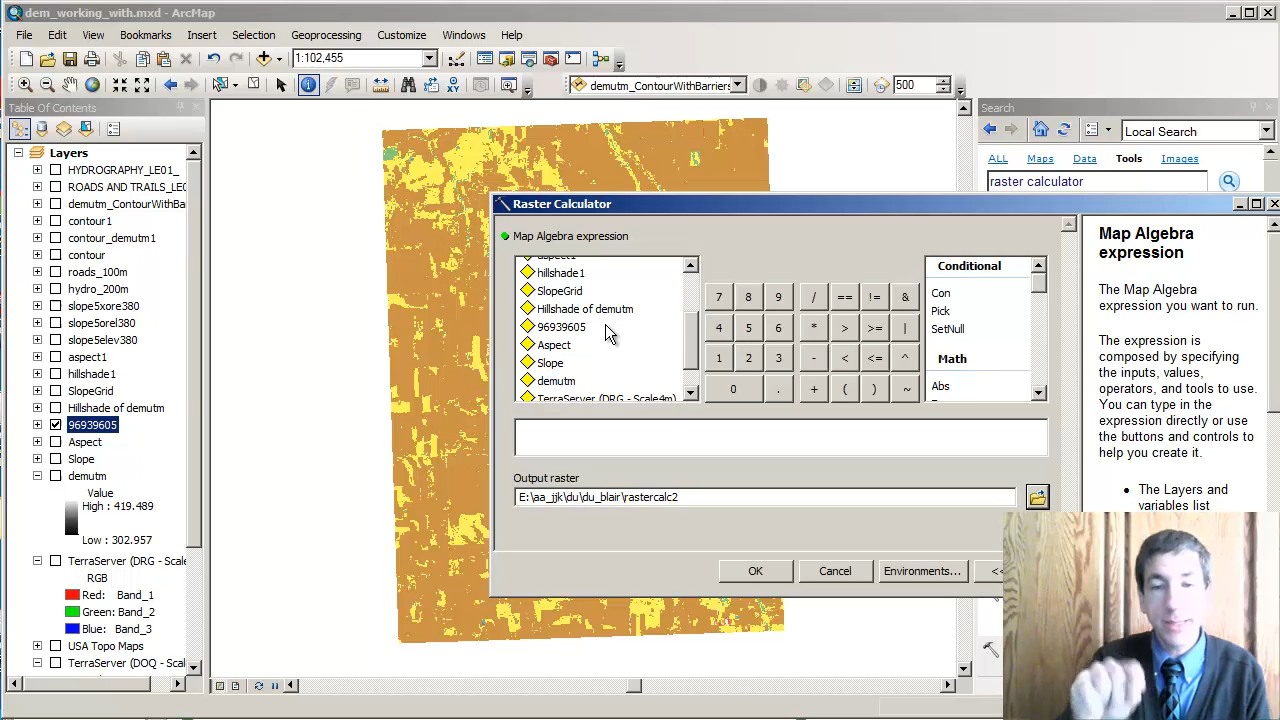 dem_working_with.mxd - ArcMap
File Edit View Bookmarks Insert Selection Geoprocessing Customize Windows Help
1:102,455
demutm_ContourWithBarriers
500
Table Of Contents
Layers
HYDROGRAPHY_LE01_
ROADS AND TRAILS_LE0
demutm_ContourWithBa
contour1
contour_demutm1
contour
roads_100m
hydro_200m
slope5xore380
slope5orel380
slope5elev380
aspect1
hillshade1
SlopeGrid
Hillshade of demutm
96939605
Aspect
Slope
demutm
Value
High : 419.489
Low : 302.957
TerraServer (DRG - Scale
RGB
Red: Band_1
Green: Band_2
Blue: Band_3
USA Topo Maps
TerraServer (DOQ - Scale
Search
Local Search
ALL Maps Data Tools Images
raster calculator
Raster Calculator
Map Algebra expression
aspect1
hillshade1
SlopeGrid
Hillshade of demutm
96939605
Aspect
Slope
demutm
TerraServer (DRG - Scale4m)
7 8 9 / == != &
4 5 6 * > >= |
1 2 3 - < <= ^
0 . + ( ) ~
Conditional
Con
Pick
SetNull
Math
Abs
Output raster
E:\aa_jjk\du\du_blair\rastercalc2
OK Cancel Environments... <<
Map Algebra
expression
The Map Algebra
expression you want to run.
The expression is
composed by specifying
the inputs, values,
operators, and tools to use.
You can type in the
expression directly or use
the buttons and controls to
help you create it.
• The Layers and
variables list